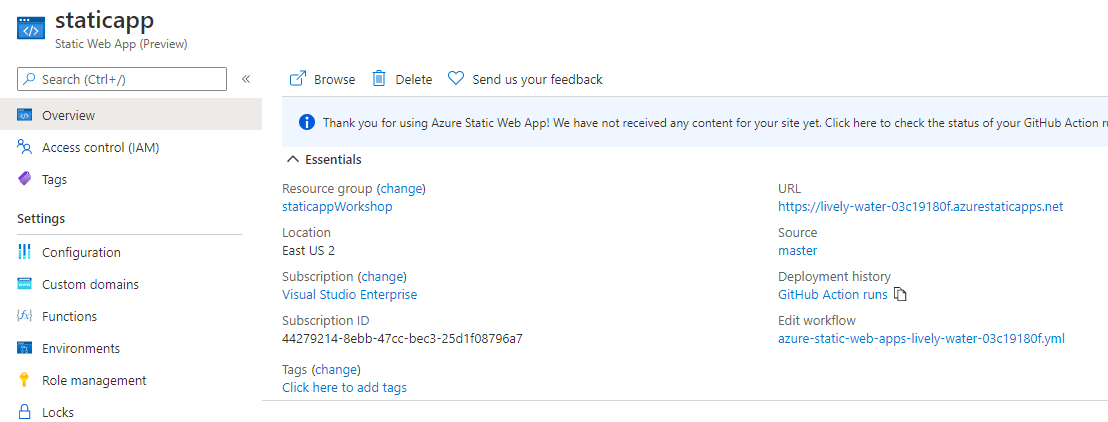 staticapp
Static Web App (Preview)
Search (Ctrl+/)
«
Overview
Access control (IAM)
Tags
Settings
Configuration
Custom domains
Functions
Environments
Role management
Locks
Browse
Delete
Send us your feedback
Thank you for using Azure Static Web App! We have not received any content for your site yet. Click here to check the status of your GitHub Action
Essentials
Resource group (change)
staticappWorkshop
Location
East US 2
Subscription (change)
Visual Studio Enterprise
Subscription ID
44279214-8ebb-47cc-bec3-25d1f08796a7
Tags (change)
Click here to add tags
URL
https://lively-water-03c19180f.azurestaticapps.net
Source
master
Deployment history
GitHub Action runs
Edit workflow
azure-static-web-apps-lively-water-03c19180f.yml